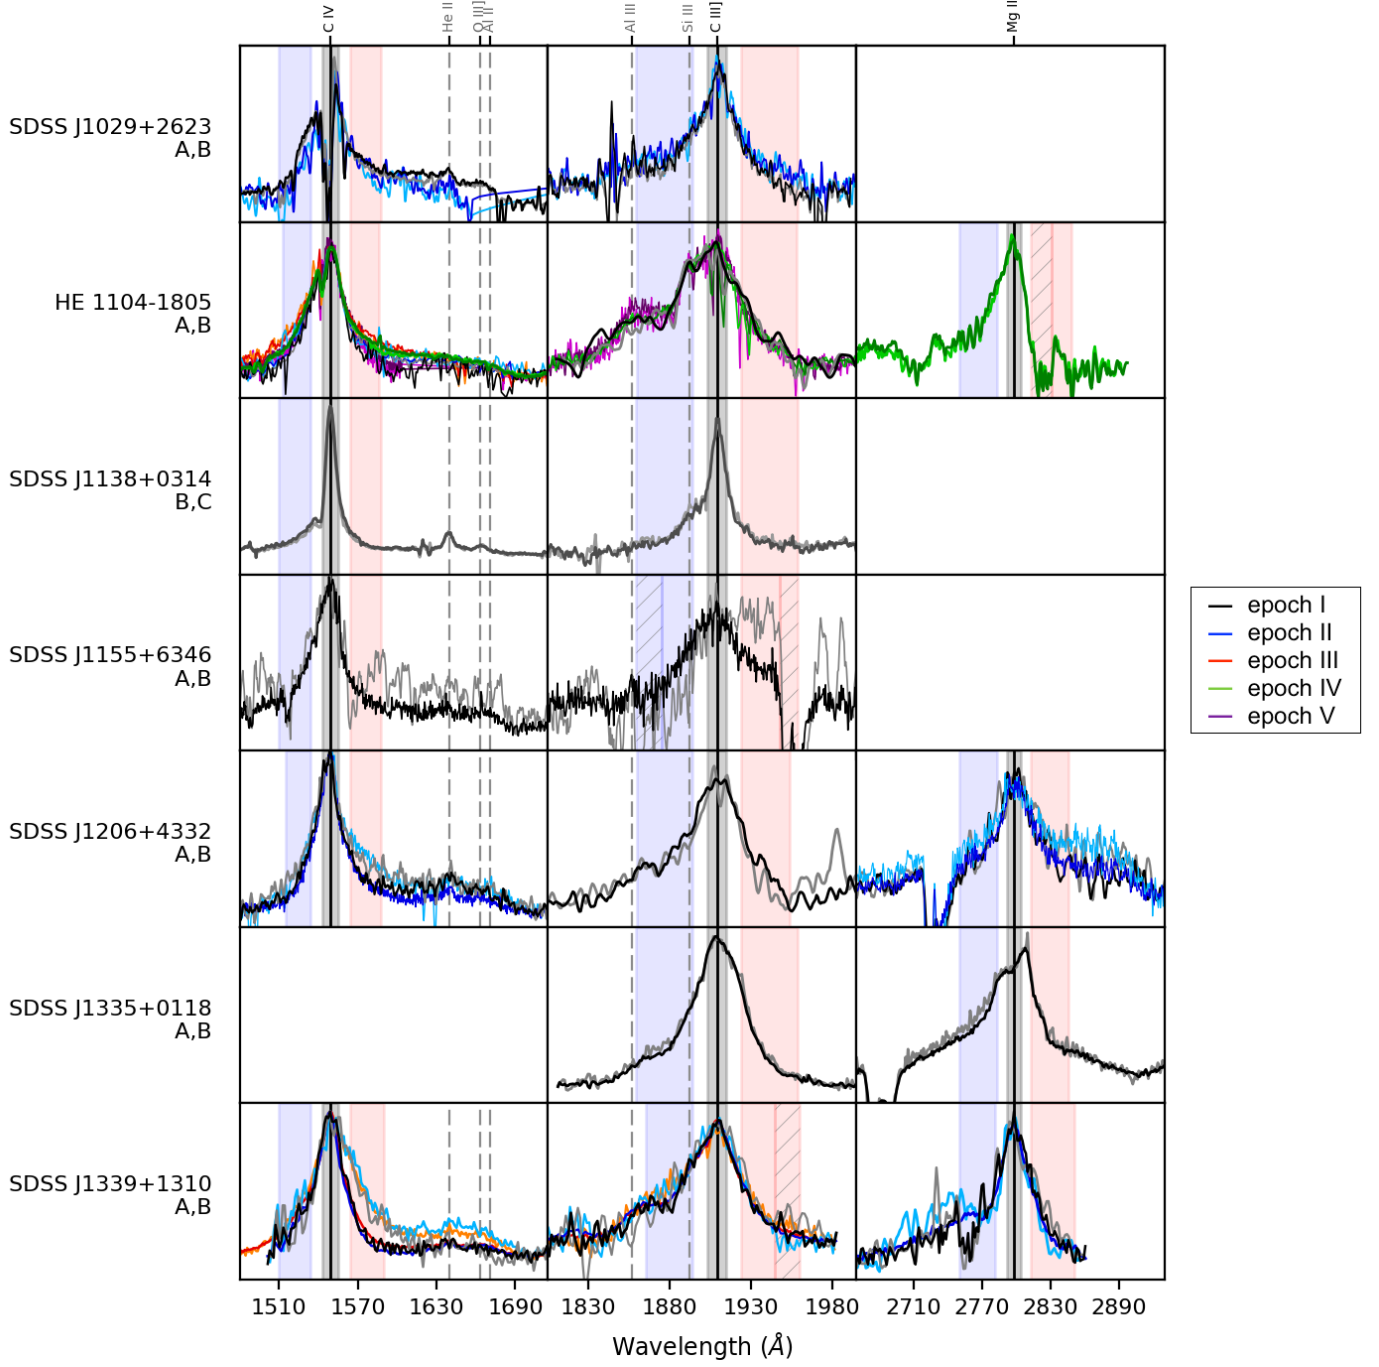 C IV He II O III] Al II Al III Si III C III] Mg II
SDSS J1029+2623
A,B
HE 1104-1805
A,B
SDSS J1138+0314
B,C
SDSS J1155+6346
A,B
epoch I
epoch II
epoch III
epoch IV
epoch V
SDSS J1206+4332
A,B
SDSS J1335+0118
A,B
SDSS J1339+1310
A,B
1510 1570 1630 1690 1830 1880 1930 1980 2710 2770 2830 2890
Wavelength (Å)